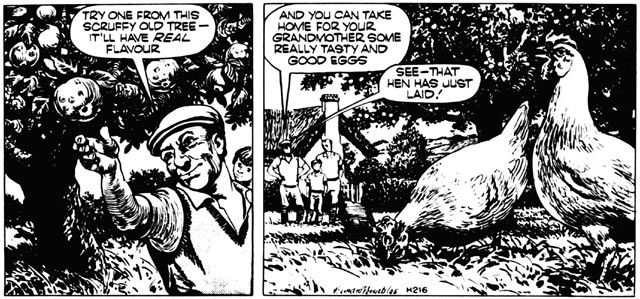 TRY ONE FROM THIS
SCRUFFY OLD TREE—
IT'LL HAVE REAL
FLAVOUR
AND YOU CAN TAKE
HOME FOR YOUR
GRANDMOTHER SOME
REALLY TASTY AND
GOOD EGGS
SEE—THAT
HEN HAS JUST
LAID!
H216